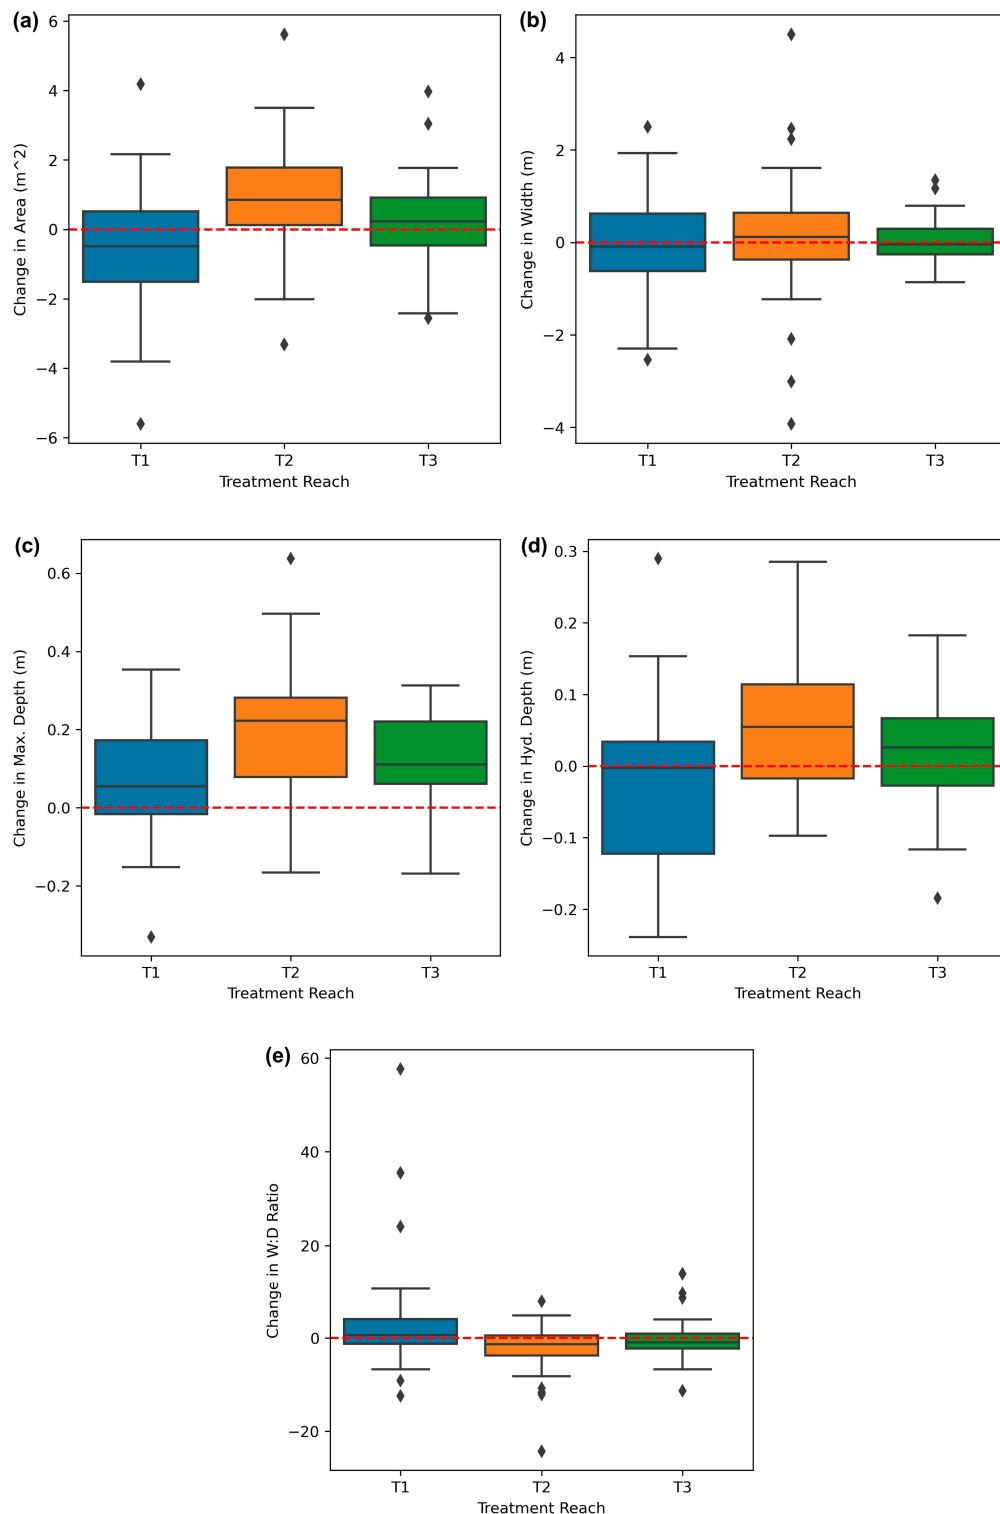 (a)
Change in Area (m^2)
6
4
2
0
−2
−4
−6
T1 T2 T3
Treatment Reach
(b)
Change in Width (m)
4
2
0
−2
−4
T1 T2 T3
Treatment Reach
(c)
Change in Max. Depth (m)
0.6
0.4
0.2
0.0
−0.2
T1 T2 T3
Treatment Reach
(d)
Change in Hyd. Depth (m)
0.3
0.2
0.1
0.0
−0.1
−0.2
T1 T2 T3
Treatment Reach
(e)
Change in W:D Ratio
60
40
20
0
−20
T1 T2 T3
Treatment Reach